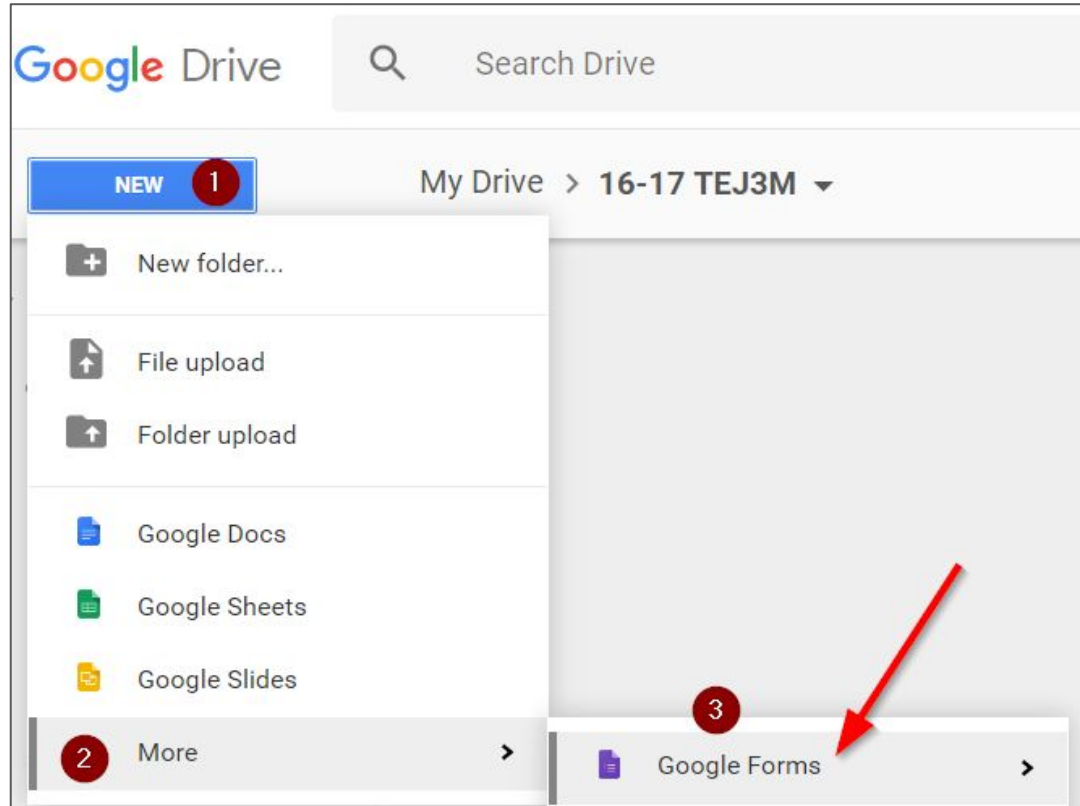 Google Drive
Search Drive
NEW 1
My Drive > 16-17 TEJ3M
New folder...
File upload
Folder upload
Google Docs
Google Sheets
Google Slides
2 More >
3
Google Forms >